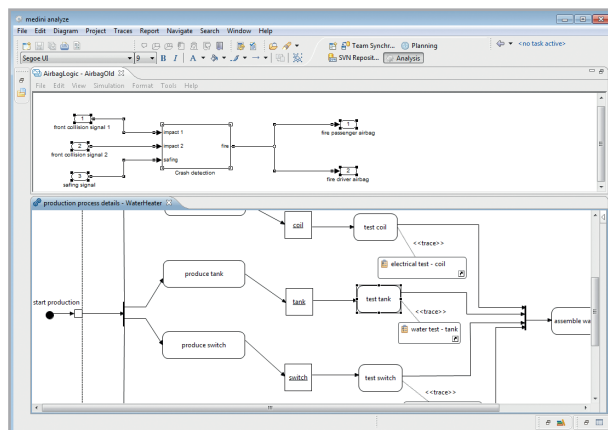 medini analyze
File Edit Diagram Project Traces Report Navigate Search Window Help
Team Synchr... Planning
<no task active>
Segoe UI 9 B I A
SVN Reposit... Analysis
AirbagLogic - AirbagOld
File Edit View Simulation Format Tools Help
1
front collision signal 1
2
front collision signal 2
3
safing signal
impact 1
impact 2
safing
fire
Crash detection
1
fire passenger airbag
2
fire driver airbag
production process details - WaterHeater
coil
test coil
<<trace>>
electrical test - coil
produce tank
tank
test tank
<<trace>>
water test - tank
start production
assemble wa
produce switch
switch
test switch
<<trace>>